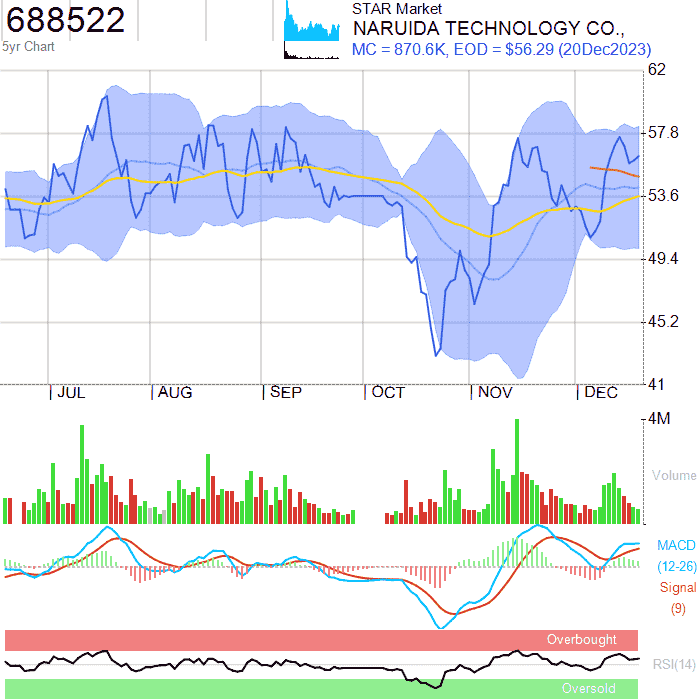 688522
5yr Chart
STAR Market
NARUIDA TECHNOLOGY CO.,
MC = 870.6K, EOD = $56.29 (20Dec2023)
62
57.8
53.6
49.4
45.2
41
JUL AUG SEP OCT NOV DEC
4M
Volume
MACD
(12-26)
Signal
(9)
Overbought
RSI(14)
Oversold